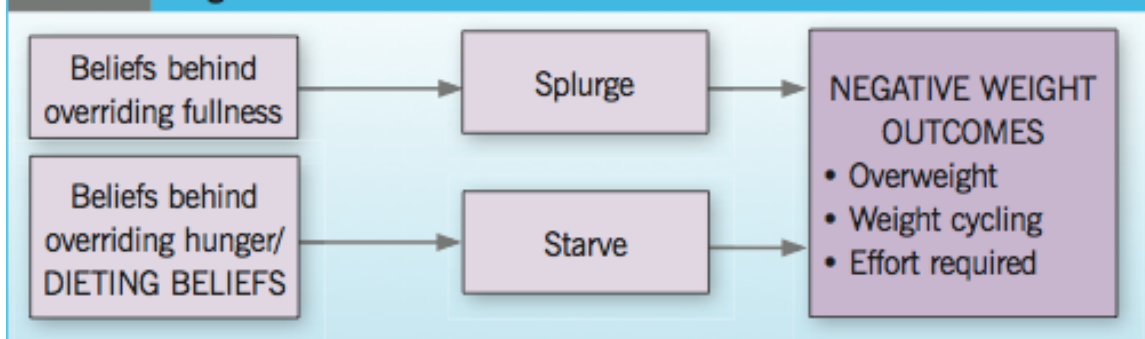 Beliefs behind
overriding fullness
Splurge
Beliefs behind
overriding hunger/
DIETING BELIEFS
Starve
NEGATIVE WEIGHT
OUTCOMES
• Overweight
• Weight cycling
• Effort required